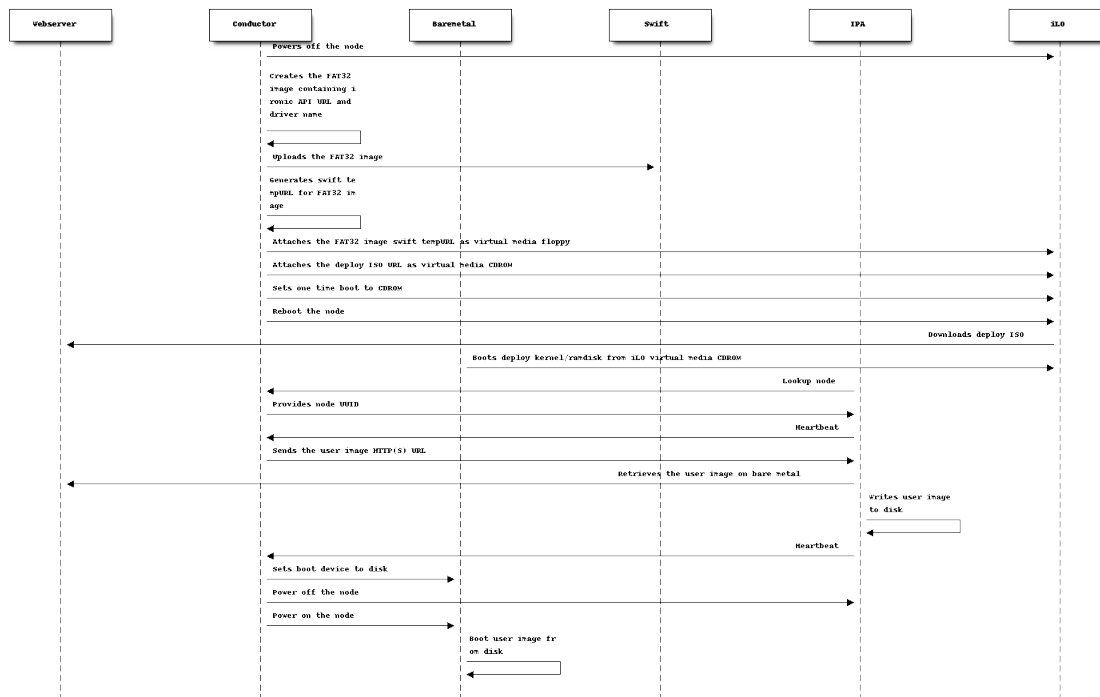 Webserver
Conductor
Baremetal
Swift
IPA
iLO
Powers off the node
Creates the FAT32
image containing i
ronic API URL and
driver name
Uploads the FAT32 image
Generates swift te
mpURL for FAT32 im
age
Attaches the FAT32 image swift tempURL as virtual media floppy
Attaches the deploy ISO URL as virtual media CDROM
Sets one time boot to CDROM
Reboot the node
Downloads deploy ISO
Boots deploy kernel/ramdisk from iLO virtual media CDROM
Lookup node
Provides node UUID
Heartbeat
Sends the user image HTTP(S) URL
Retrieves the user image on bare metal
Writes user image
to disk
Heartbeat
Sets boot device to disk
Power off the node
Power on the node
Boot user image fr
om disk